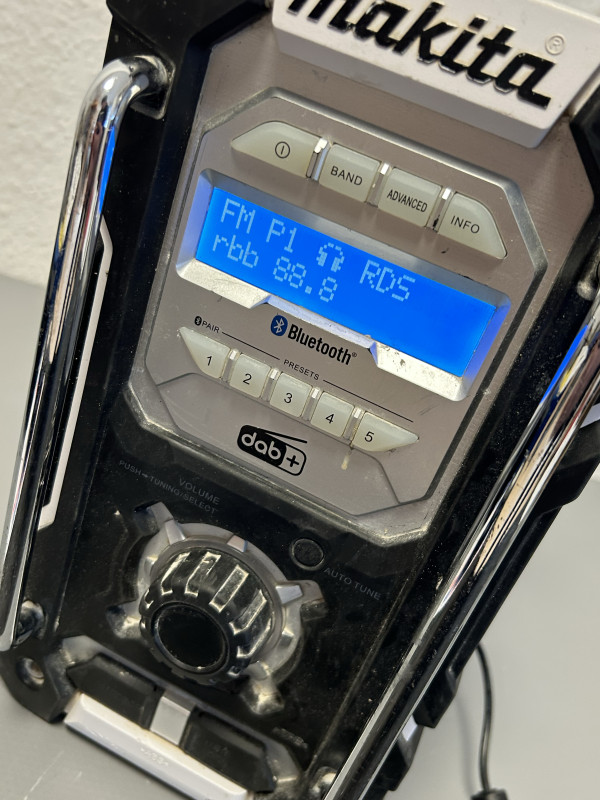 makita®
BAND
ADVANCED
INFO
FM P1 RDS
rbb 88.8
PAIR
Bluetooth®
PRESETS
1 2 3 4 5
dab+
VOLUME
PUSH-TUNING/SELECT
AUTO TUNE